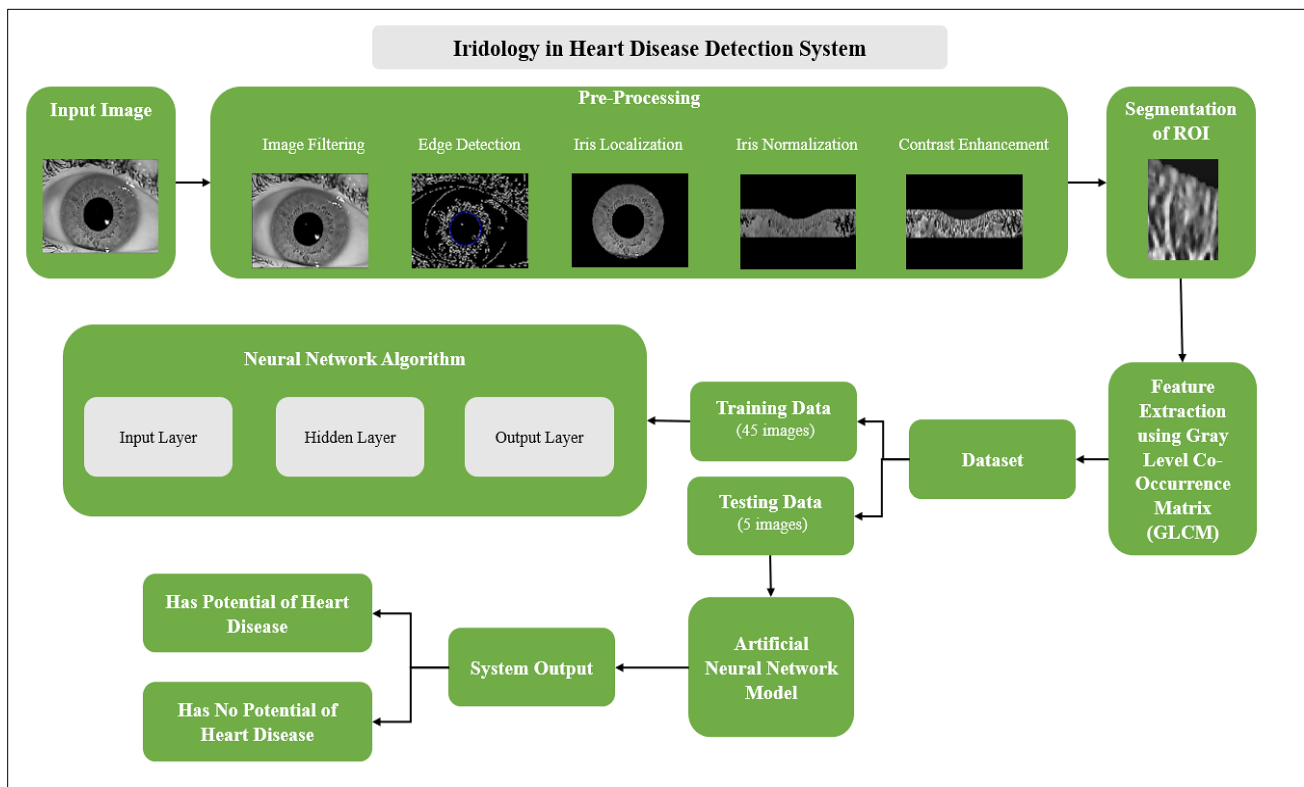 Iridology in Heart Disease Detection System
Input Image
Pre-Processing
Image Filtering
Edge Detection
Iris Localization
Iris Normalization
Contrast Enhancement
Segmentation
of ROI
Neural Network Algorithm
Input Layer
Hidden Layer
Output Layer
Training Data
(45 images)
Testing Data
(5 images)
Dataset
Feature
Extraction
using Gray
Level Co-
Occurrence
Matrix
(GLCM)
Has Potential of Heart
Disease
Has No Potential of
Heart Disease
System Output
Artificial
Neural Network
Model